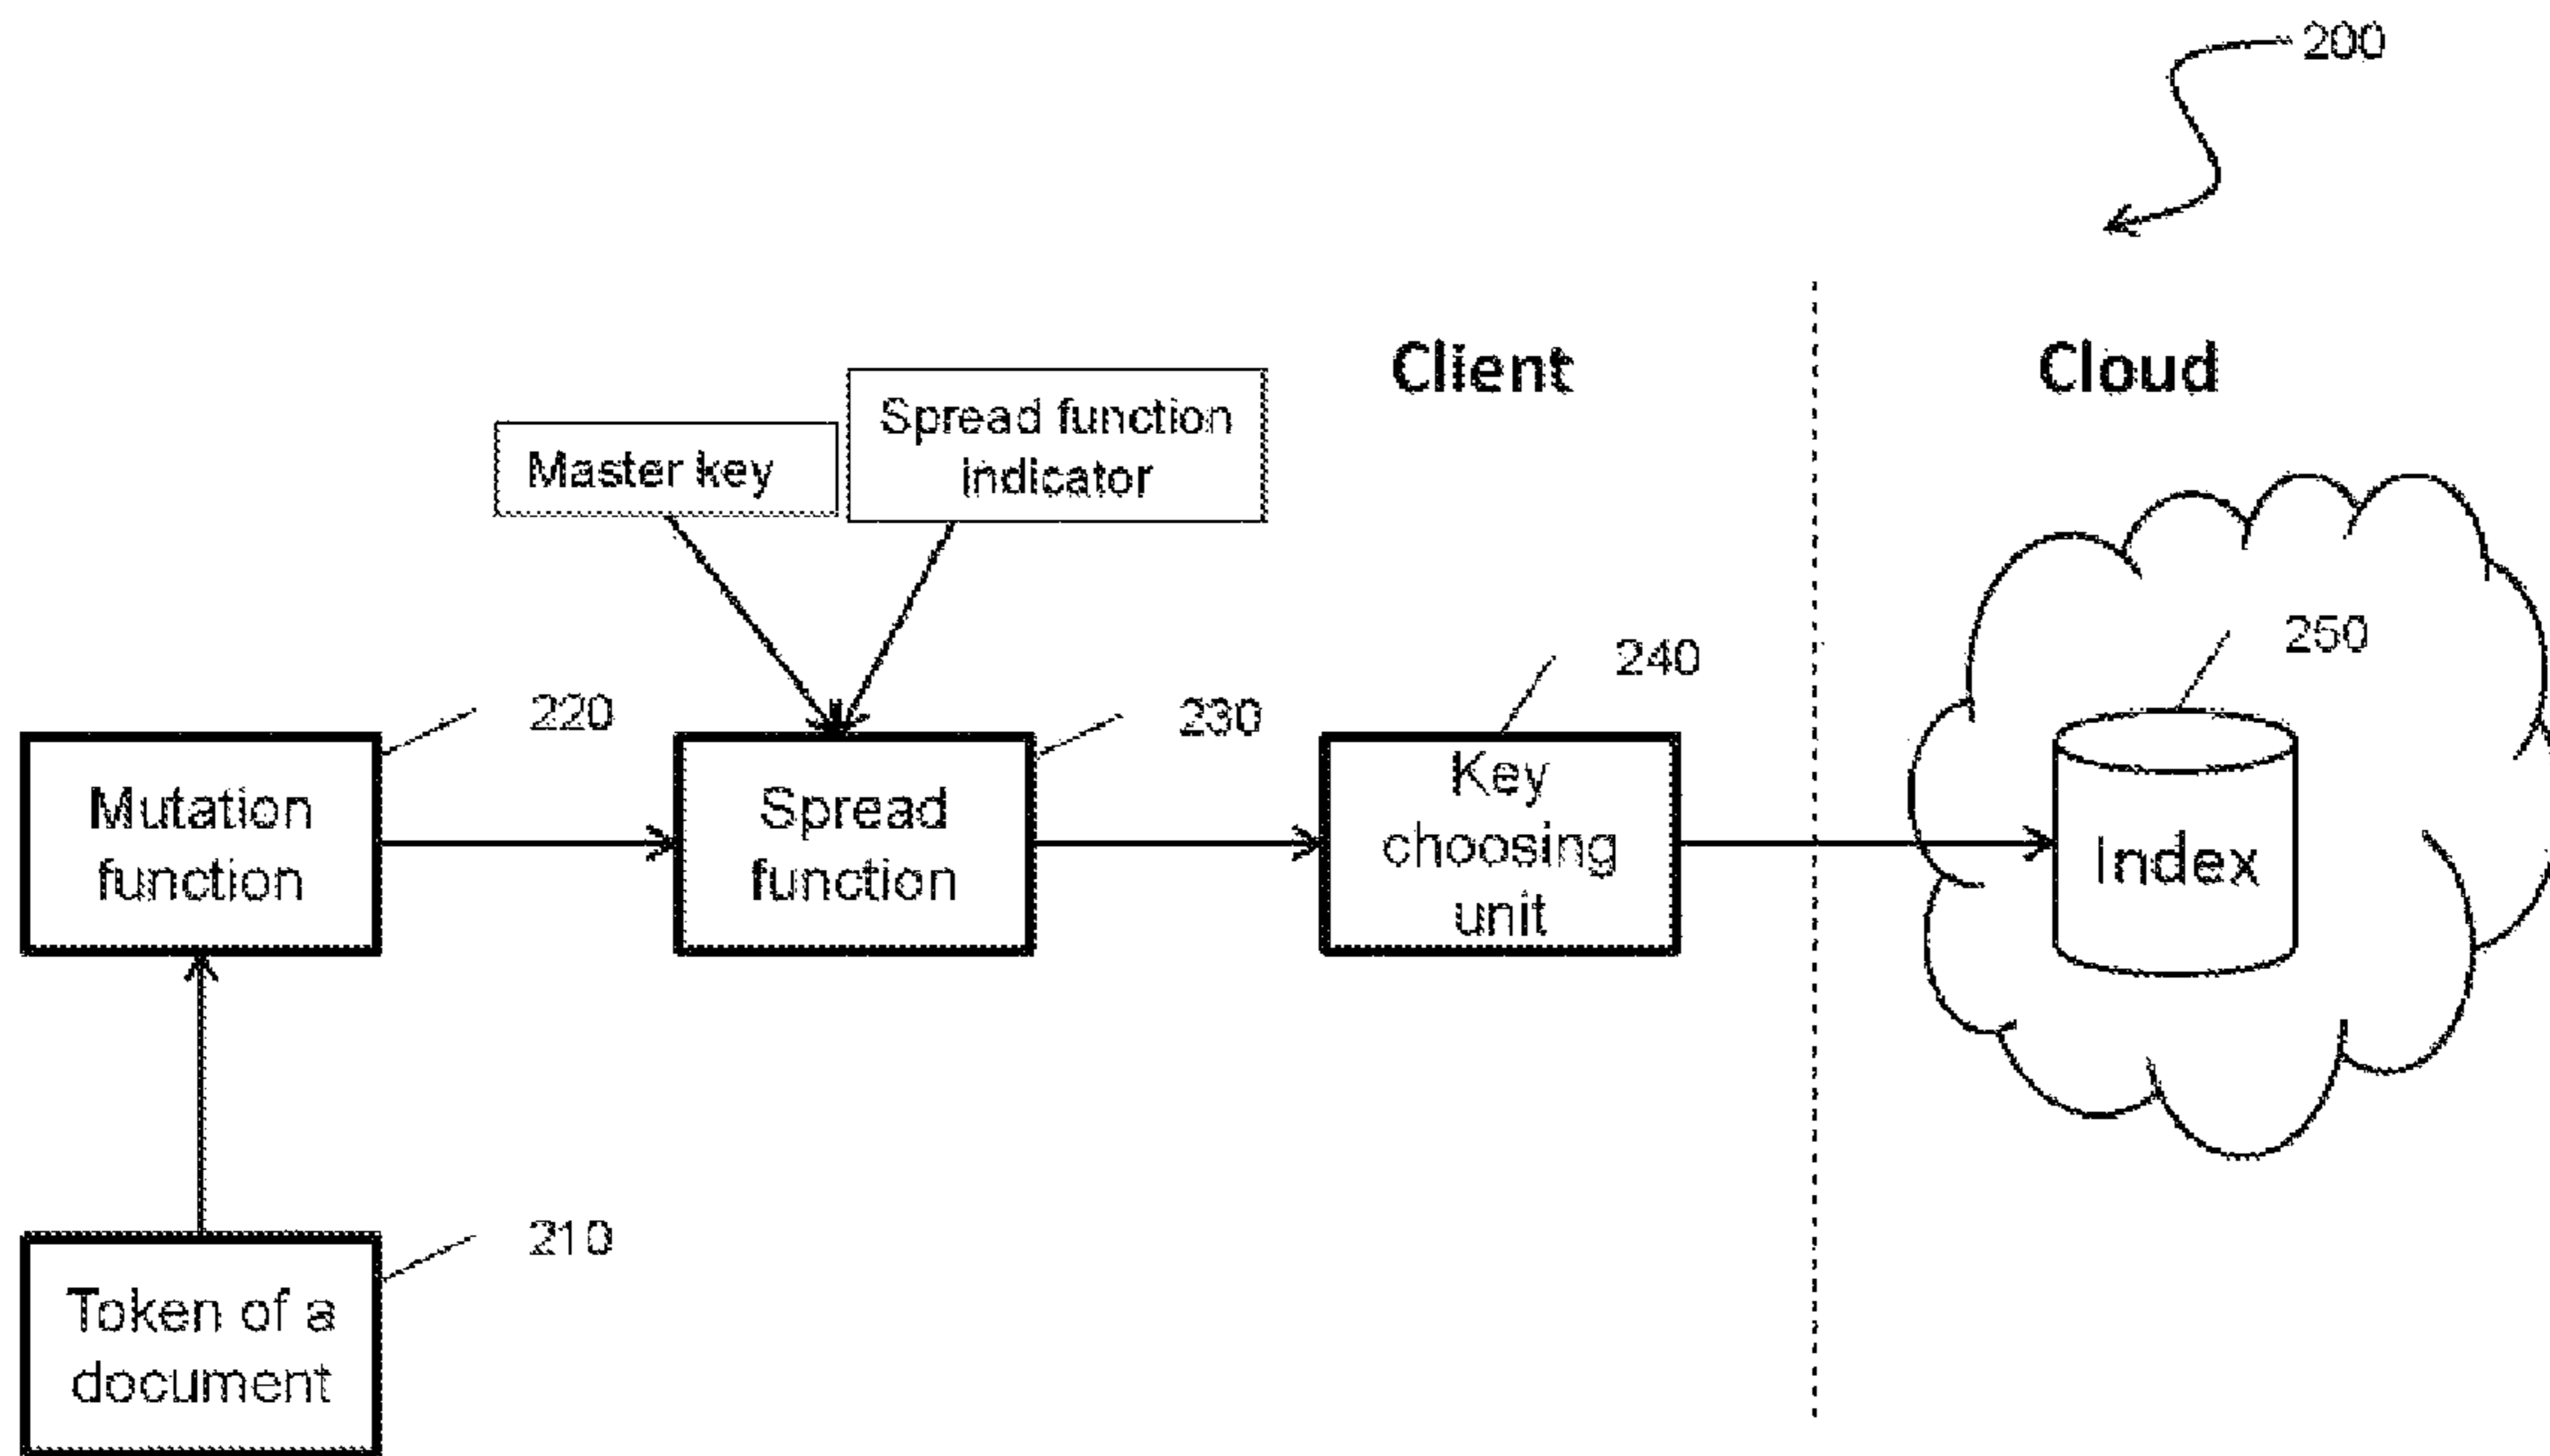 200
Client
Cloud
Spread function
indicator
Master key
250
240
220
230
Mutation
function
Spread
function
Key
choosing
unit
Index
210
Token of a
document